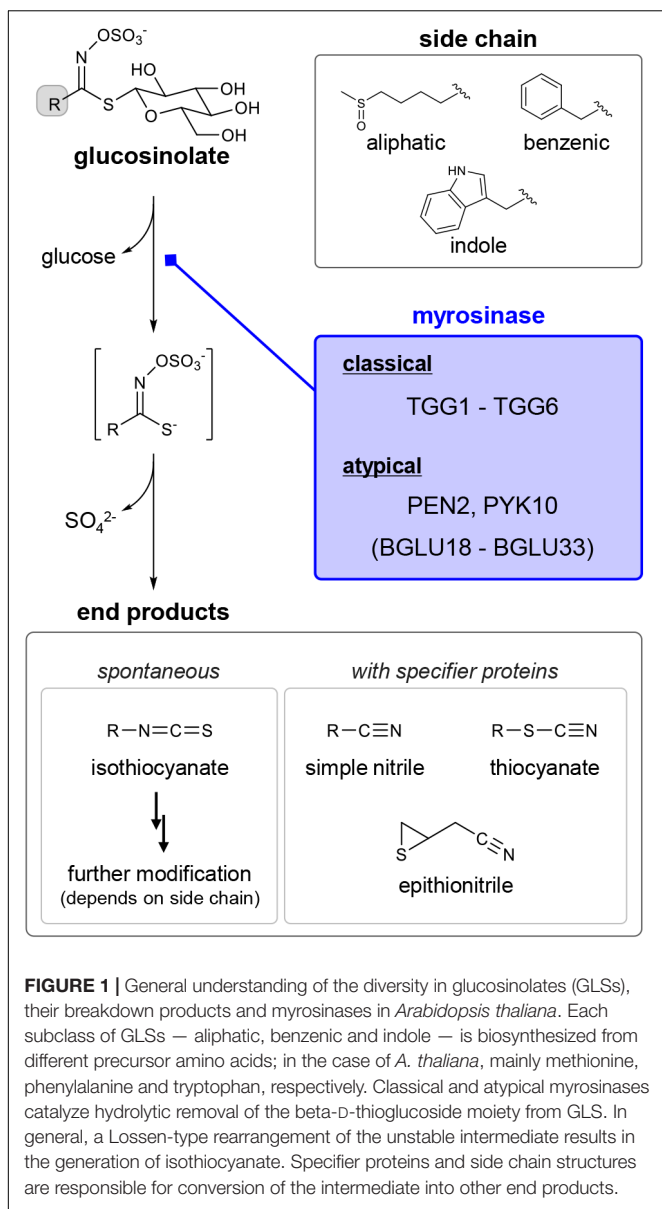 side chain
OSO₃⁻
N
R
S
HO
HO
OH
O
OH
OH
glucosinolate
S
O
aliphatic
benzenic
HN
indole
glucose
myrosinase
classical
TGG1 - TGG6
atypical
PEN2, PYK10
(BGLU18 - BGLU33)
OSO₃⁻
N
R
S⁻
SO₄²⁻
end products
spontaneous
with specifier proteins
R–N=C=S
isothiocyanate
further modification
(depends on side chain)
R–C≡N
simple nitrile
R–S–C≡N
thiocyanate
S
C≡N
epithionitrile
FIGURE 1 | General understanding of the diversity in glucosinolates (GLSs),
their breakdown products and myrosinases in Arabidopsis thaliana. Each
subclass of GLSs — aliphatic, benzenic and indole — is biosynthesized from
different precursor amino acids; in the case of A. thaliana, mainly methionine,
phenylalanine and tryptophan, respectively. Classical and atypical myrosinases
catalyze hydrolytic removal of the beta-D-thioglucoside moiety from GLS. In
general, a Lossen-type rearrangement of the unstable intermediate results in
the generation of isothiocyanate. Specifier proteins and side chain structures
are responsible for conversion of the intermediate into other end products.